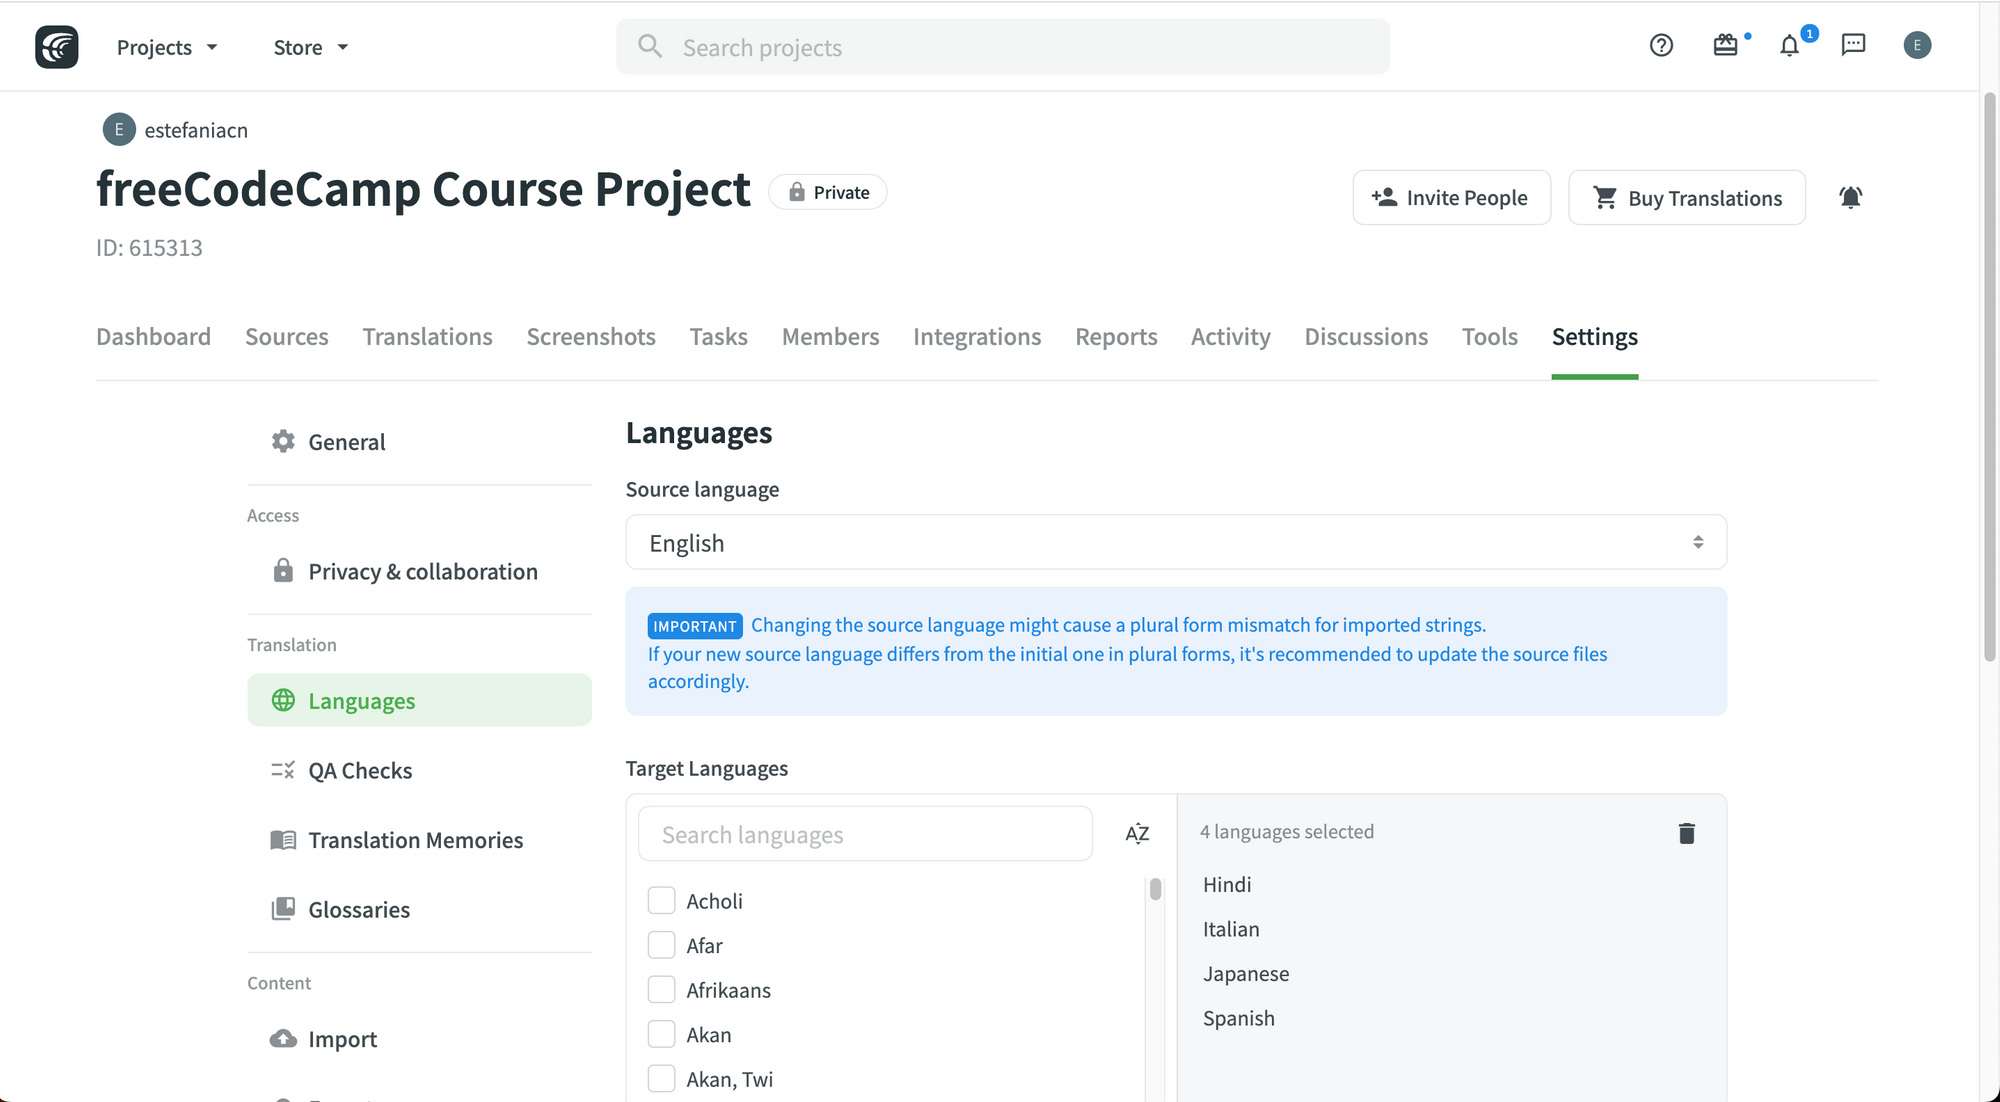 Projects
Store
Search projects
1
E
E
estefaniacn
freeCodeCamp Course Project
Private
Invite People
Buy Translations
ID: 615313
Dashboard
Sources
Translations
Screenshots
Tasks
Members
Integrations
Reports
Activity
Discussions
Tools
Settings
General
Access
Privacy & collaboration
Translation
Languages
QA Checks
Translation Memories
Glossaries
Content
Import
Languages
Source language
English
IMPORTANT Changing the source language might cause a plural form mismatch for imported strings.
If your new source language differs from the initial one in plural forms, it's recommended to update the source files
accordingly.
Target Languages
Search languages
AZ
Acholi
Afar
Afrikaans
Akan
Akan, Twi
4 languages selected
Hindi
Italian
Japanese
Spanish